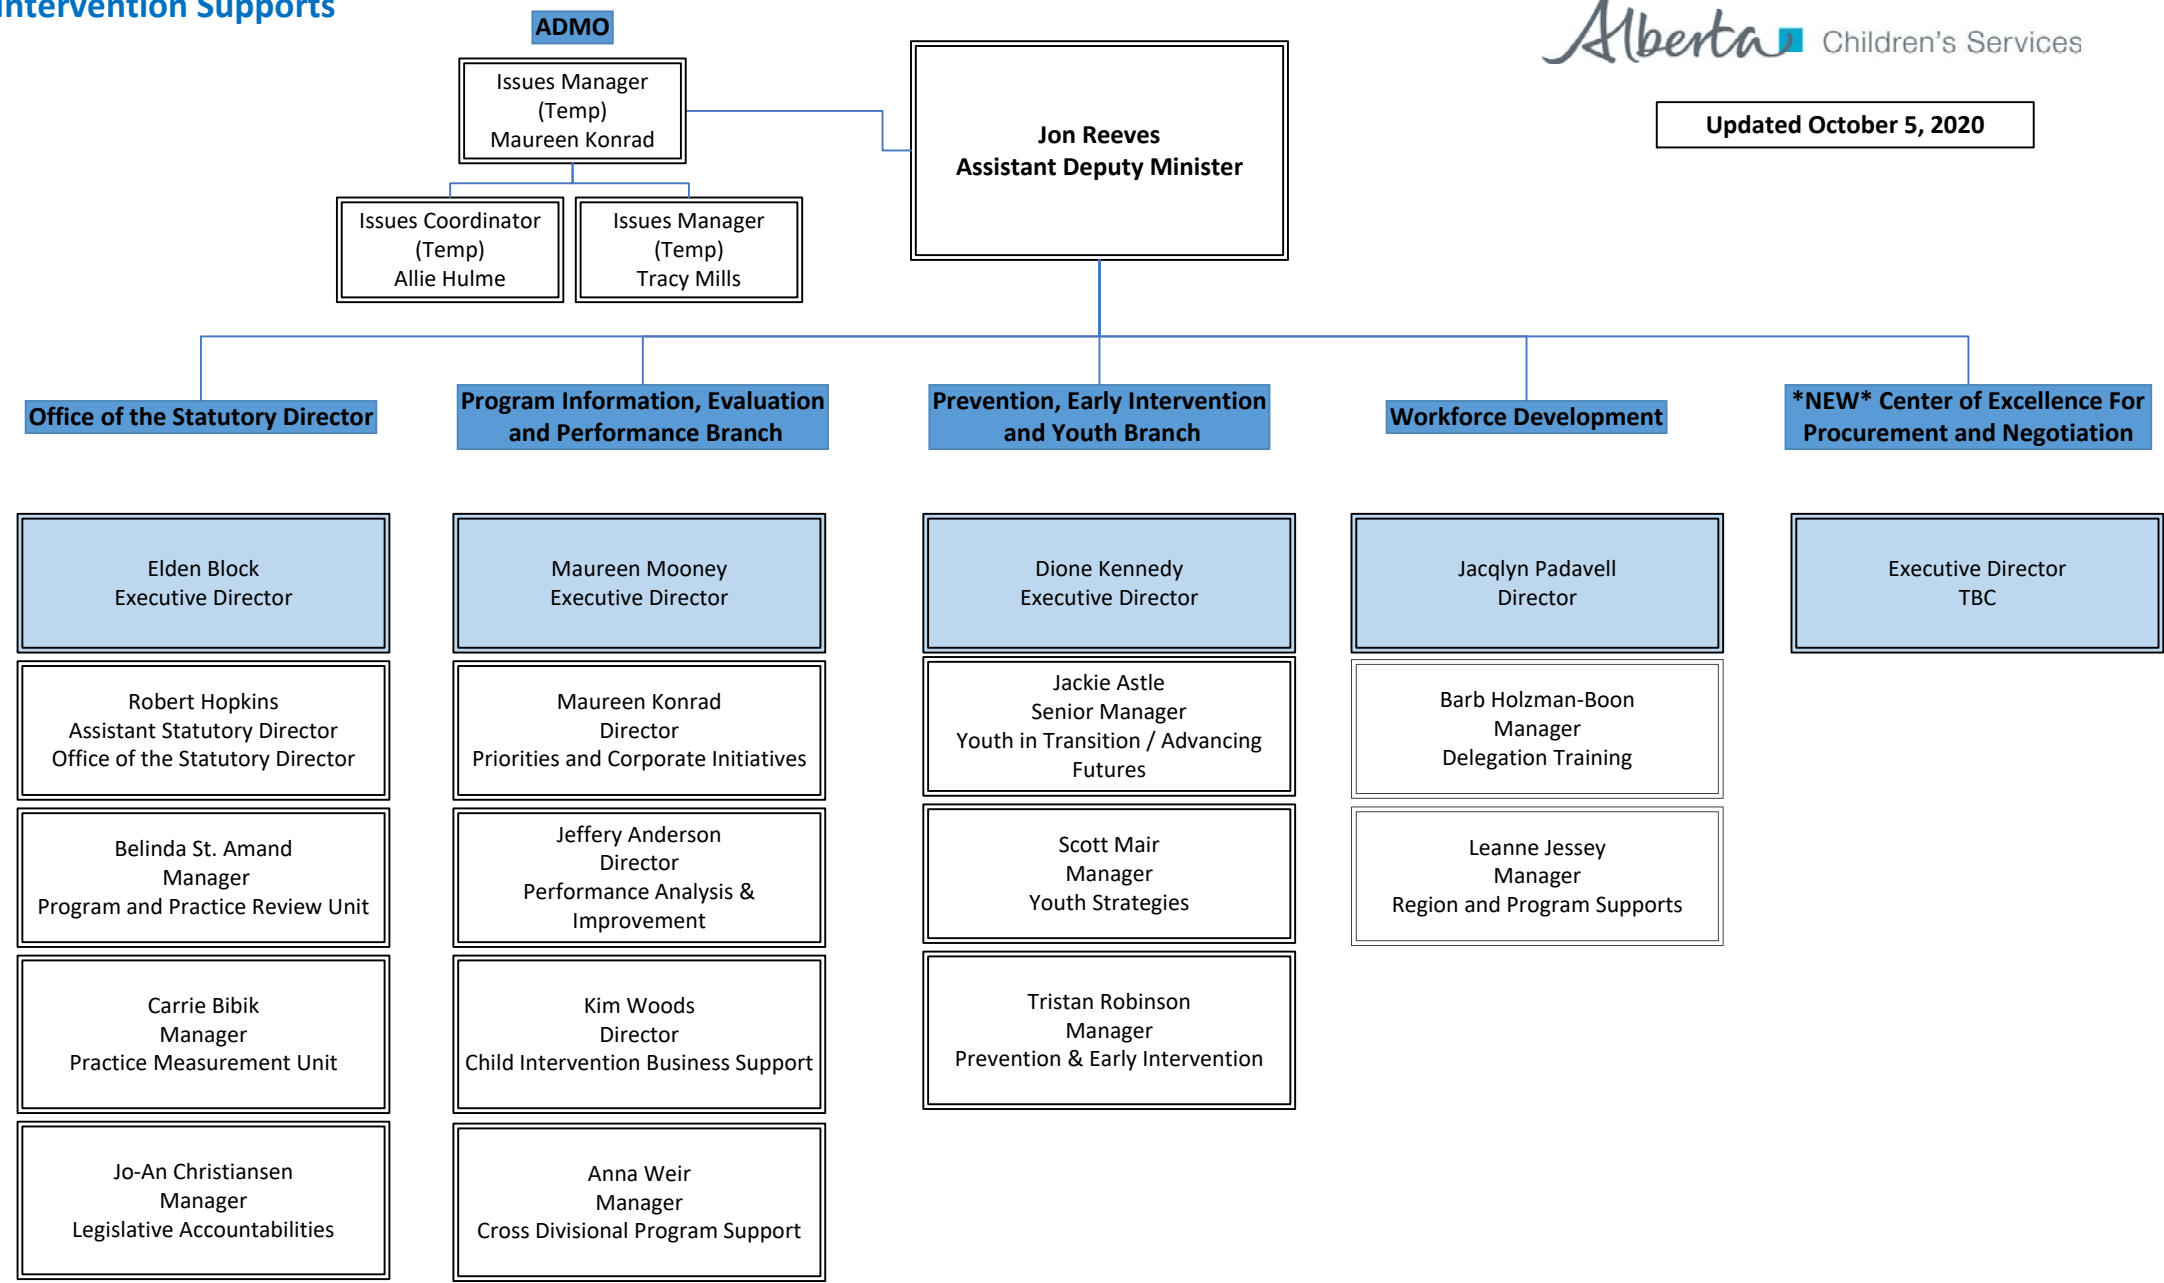 Intervention Supports
ADMO
Alberta Children's Services
Updated October 5, 2020
Issues Manager
(Temp)
Maureen Konrad
Jon Reeves
Assistant Deputy Minister
Issues Coordinator
(Temp)
Allie Hulme
Issues Manager
(Temp)
Tracy Mills
Office of the Statutory Director
Program Information, Evaluation
and Performance Branch
Prevention, Early Intervention
and Youth Branch
Workforce Development
*NEW* Center of Excellence For
Procurement and Negotiation
Elden Block
Executive Director
Robert Hopkins
Assistant Statutory Director
Office of the Statutory Director
Belinda St. Amand
Manager
Program and Practice Review Unit
Carrie Bibik
Manager
Practice Measurement Unit
Jo-An Christiansen
Manager
Legislative Accountabilities
Maureen Mooney
Executive Director
Maureen Konrad
Director
Priorities and Corporate Initiatives
Jeffery Anderson
Director
Performance Analysis &
Improvement
Kim Woods
Director
Child Intervention Business Support
Anna Weir
Manager
Cross Divisional Program Support
Dione Kennedy
Executive Director
Jackie Astle
Senior Manager
Youth in Transition / Advancing
Futures
Scott Mair
Manager
Youth Strategies
Tristan Robinson
Manager
Prevention & Early Intervention
Jacqlyn Padavell
Director
Barb Holzman-Boon
Manager
Delegation Training
Leanne Jessey
Manager
Region and Program Supports
Executive Director
TBC